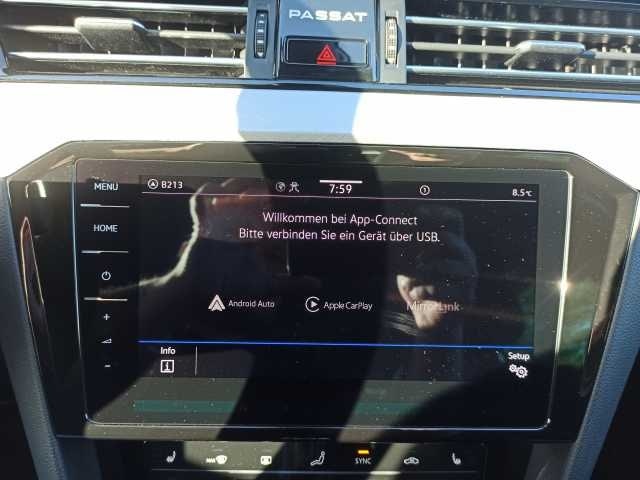 PASSAT
MENU
B213
7:59
8.5°C
HOME
Willkommen bei App-Connect
Bitte verbinden Sie ein Gerät über USB.
Android Auto
Apple CarPlay
MirrorLink
Info
Setup
MAX
SYNC